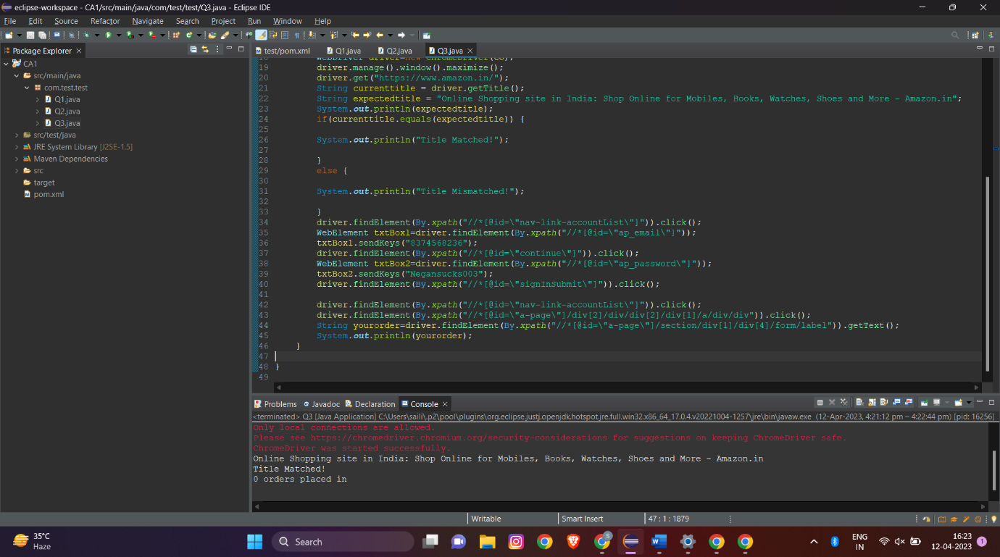 eclipse-workspace - CA1/src/main/java/com/test/test/Q3.java - Eclipse IDE
File Edit Source Refactor Navigate Search Project Run Window Help
Package Explorer
CA1
src/main/java
com.test.test
Q1.java
Q2.java
Q3.java
src/test/java
JRE System Library [J2SE-1.5]
Maven Dependencies
src
target
pom.xml
test/pom.xml Q1.java Q2.java Q3.java
19 driver.manage().window().maximize();
20 driver.get("https://www.amazon.in/");
21 String currenttitle = driver.getTitle();
22 String expectedtitle = "Online Shopping site in India: Shop Online for Mobiles, Books, Watches, Shoes and More - Amazon.in";
23 System.out.println(expectedtitle);
24 if(currenttitle.equals(expectedtitle)) {
25
26 System.out.println("Title Matched!");
27
28 }
29 else {
30
31 System.out.println("Title Mismatched!");
32
33 }
34 driver.findElement(By.xpath("//*[@id=\"nav-link-accountList\"]")).click();
35 WebElement txtBox1=driver.findElement(By.xpath("//*[@id=\"ap_email\"]"));
36 txtBox1.sendKeys("8374568236");
37 driver.findElement(By.xpath("//*[@id=\"continue\"]")).click();
38 WebElement txtBox2=driver.findElement(By.xpath("//*[@id=\"ap_password\"]"));
39 txtBox2.sendKeys("Negansucks003");
40 driver.findElement(By.xpath("//*[@id=\"signInSubmit\"]")).click();
41
42 driver.findElement(By.xpath("//*[@id=\"nav-link-accountList\"]")).click();
43 driver.findElement(By.xpath("//*[@id=\"a-page\"]/div[2]/div/div[2]/div[1]/a/div/div")).click();
44 String yourorder=driver.findElement(By.xpath("//*[@id=\"a-page\"]/section/div[1]/div[4]/form/label")).getText();
45 System.out.println(yourorder);
46 }
47
48 }
49
Problems Javadoc Declaration Console
<terminated> Q3 [Java Application] C:\Users\saili\.p2\pool\plugins\org.eclipse.justj.openjdk.hotspot.jre.full.win32.x86_64_17.0.4.v20221004-1257\jre\bin\javaw.exe (12-Apr-2023, 4:21:12 pm – 4:22:44 pm) [pid: 16256]
Only local connections are allowed.
Please see https://chromedriver.chromium.org/security-considerations for suggestions on keeping ChromeDriver safe.
ChromeDriver was started successfully.
Online Shopping site in India: Shop Online for Mobiles, Books, Watches, Shoes and More - Amazon.in
Title Matched!
0 orders placed in
Writable Smart Insert 47 : 1 : 1879
35°C
Haze
Search
ENG
IN
16:23
12-04-2023
1